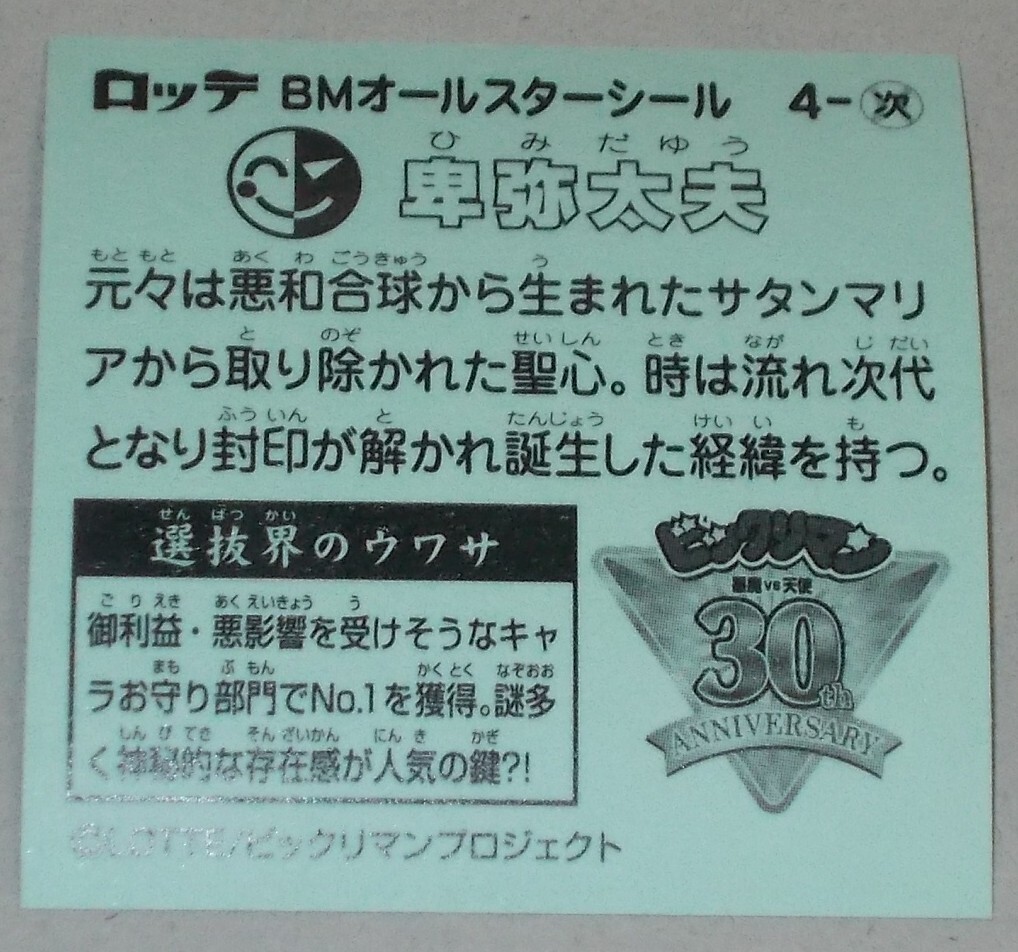 ロッテ BMオールスターシール 4-次
ひみだゆう
卑弥太夫
もともと あくわごうきゅう う
元々は悪和合球から生まれたサタンマリ
と のぞ せいしん とき なが じだい
アから取り除かれた聖心。時は流れ次代
ふういん と たんじょう けいい も
となり封印が解かれ誕生した経緯を持つ。
せんばつかい
選抜界のウワサ
ごりえき あくえいきょう う
御利益・悪影響を受けそうなキャ
まも ぶもん かくとく なぞおお
ラお守り部門でNo.1を獲得。謎多
しんぴてき そんざいかん にんき かぎ
く神秘的な存在感が人気の鍵?!
ビックリマン
悪魔VS天使
30th
ANNIVERSARY
©LOTTE/ビックリマンプロジェクト